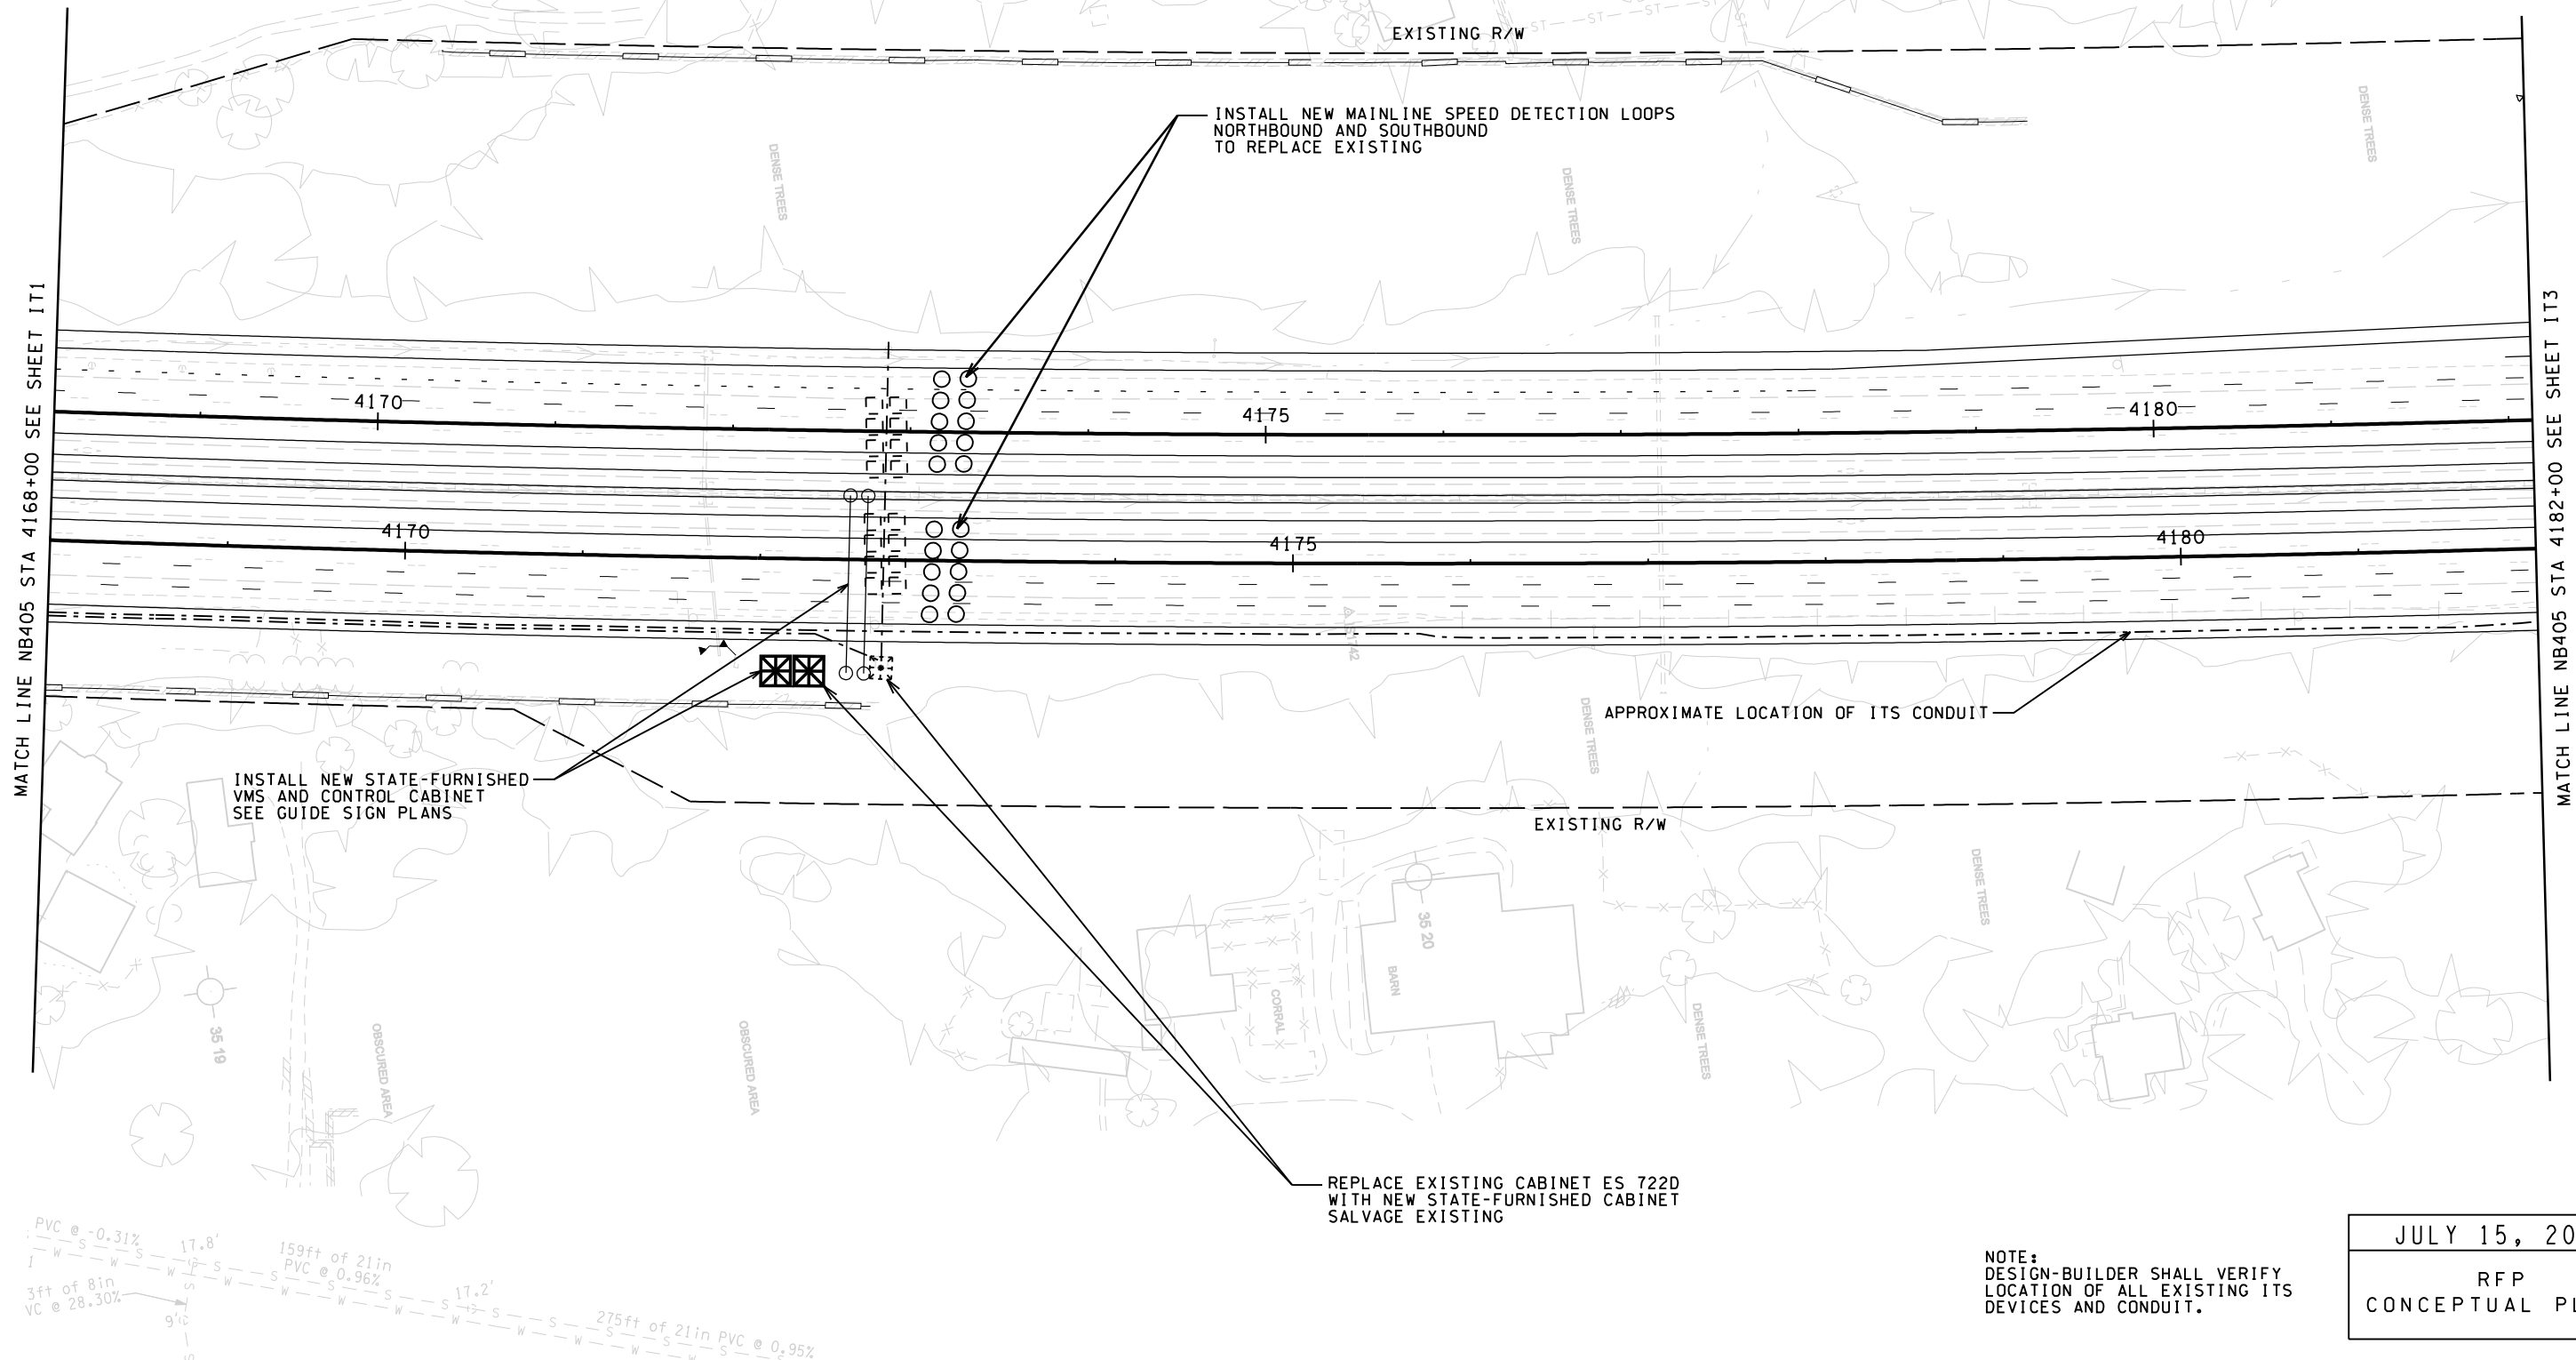 EXISTING R/W
INSTALL NEW MAINLINE SPEED DETECTION LOOPS
NORTHBOUND AND SOUTHBOUND
TO REPLACE EXISTING
ST ST ST ST
DENSE TREES
DENSE TREES
DENSE TREES
MATCH LINE NB405 STA 4168+00 SEE SHEET IT1
MATCH LINE NB405 STA 4182+00 SEE SHEET IT3
4170
4175
4180
4170
4175
4180
APPROXIMATE LOCATION OF ITS CONDUIT
DENSE TREES
INSTALL NEW STATE-FURNISHED
VMS AND CONTROL CABINET
SEE GUIDE SIGN PLANS
EXISTING R/W
DENSE TREES
35 20
BARN
CORRAL
DENSE TREES
35 19
OBSCURED AREA
OBSCURED AREA
REPLACE EXISTING CABINET ES 722D
WITH NEW STATE-FURNISHED CABINET
SALVAGE EXISTING
PVC @ -0.31%
17.8'
159ft of 21in
PVC @ 0.96%
17.2'
3ft of 8in
VC @ 28.30%
9'
275ft of 21in PVC @ 0.95%
NOTE:
DESIGN-BUILDER SHALL VERIFY
LOCATION OF ALL EXISTING ITS
DEVICES AND CONDUIT.
JULY 15, 20
RFP
CONCEPTUAL PL